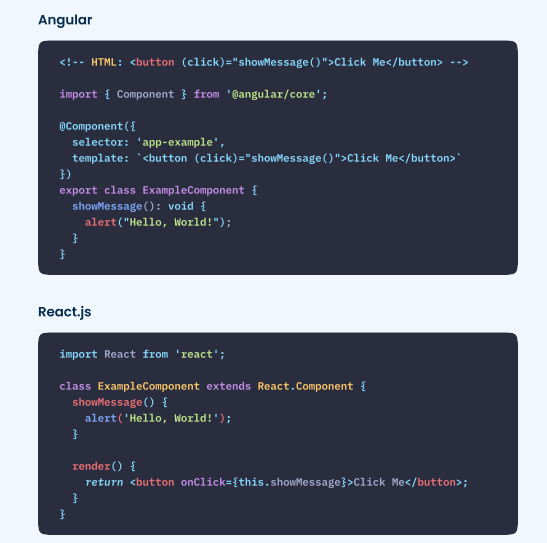 Angular
<!-- HTML: <button (click)="showMessage()">Click Me</button> -->
import { Component } from '@angular/core';
@Component({
  selector: 'app-example',
  template: `<button (click)="showMessage()">Click Me</button>`
})
export class ExampleComponent {
  showMessage(): void {
    alert("Hello, World!");
  }
}
React.js
import React from 'react';
class ExampleComponent extends React.Component {
  showMessage() {
    alert('Hello, World!');
  }
  render() {
    return <button onClick={this.showMessage}>Click Me</button>;
  }
}